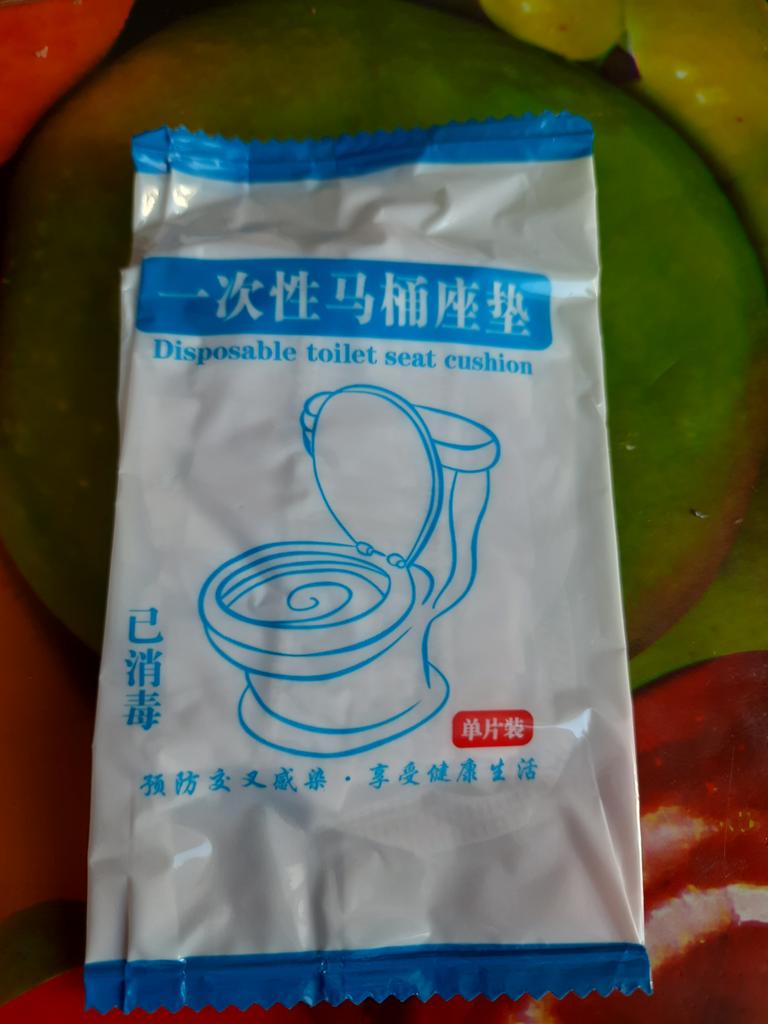 一次性马桶座垫
Disposable toilet seat cushion
已消毒
单片装
预防交叉感染·享受健康生活